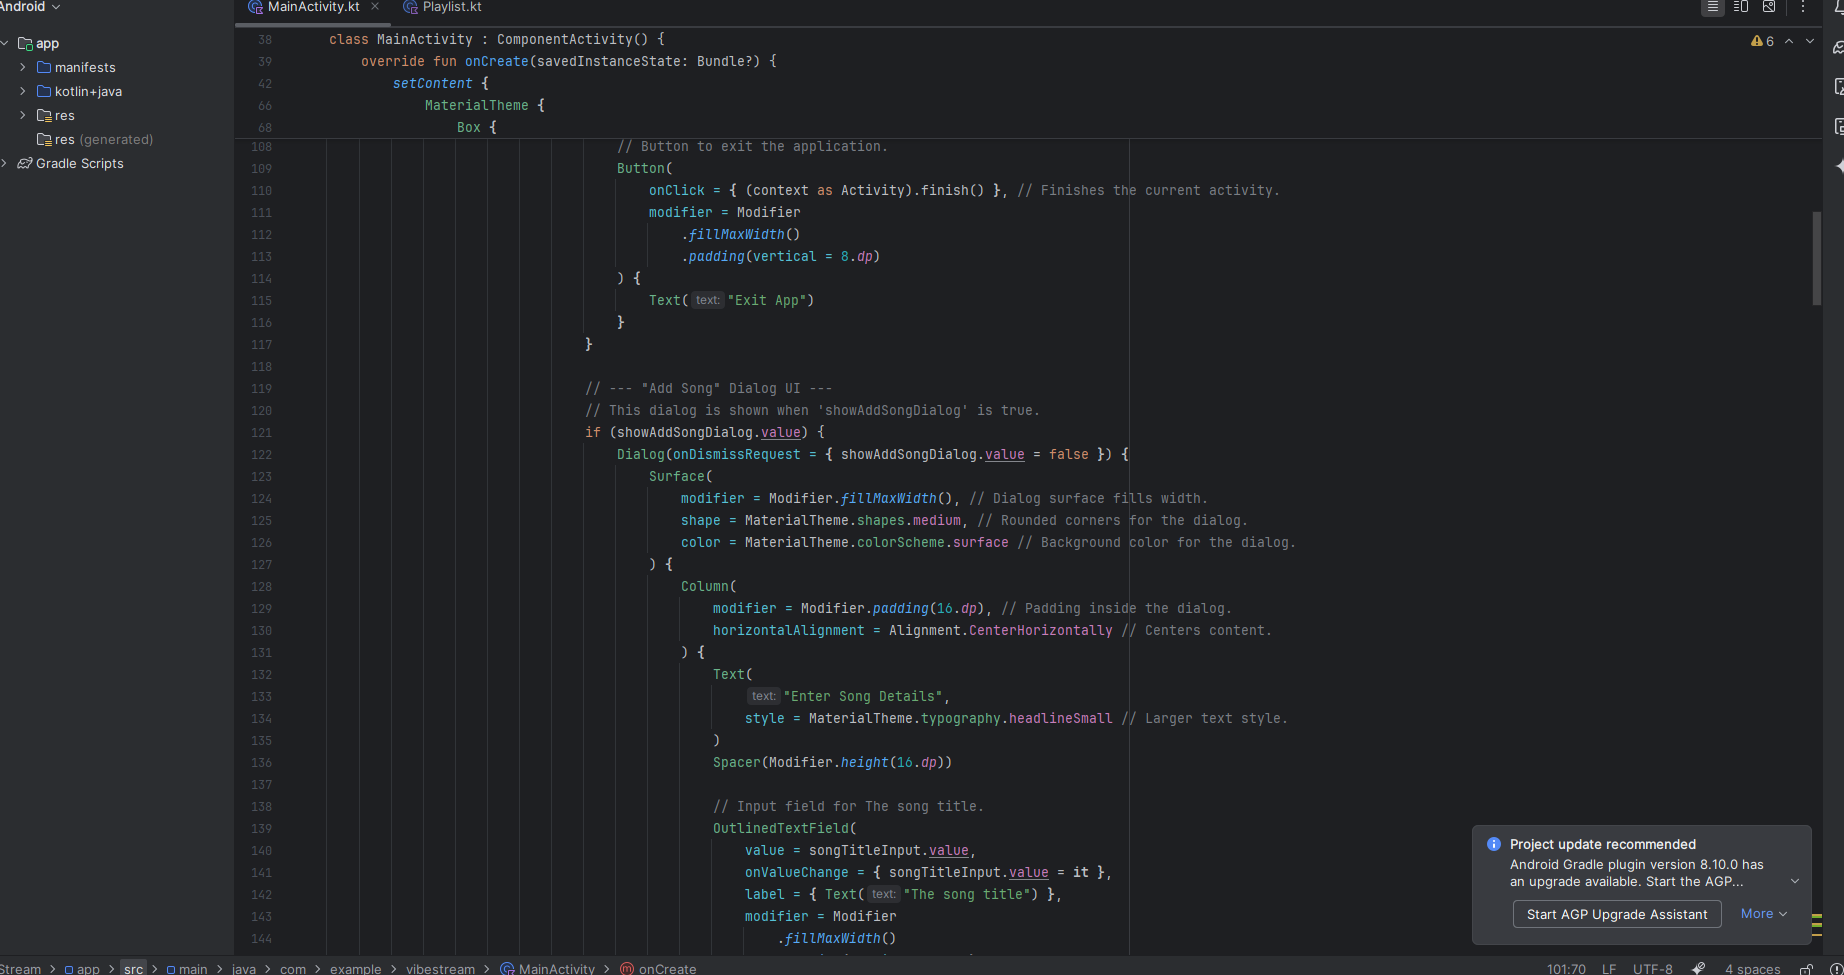 Android
MainActivity.kt
Playlist.kt
app
manifests
kotlin+java
res
res (generated)
Gradle Scripts
6
38 class MainActivity : ComponentActivity() {
39 override fun onCreate(savedInstanceState: Bundle?) {
42 setContent {
66 MaterialTheme {
68 Box {
108 // Button to exit the application.
109 Button(
110 onClick = { (context as Activity).finish() }, // Finishes the current activity.
111 modifier = Modifier
112 .fillMaxWidth()
113 .padding(vertical = 8.dp)
114 ) {
115 Text( text: "Exit App")
116 }
117 }
118
119 // --- "Add Song" Dialog UI ---
120 // This dialog is shown when 'showAddSongDialog' is true.
121 if (showAddSongDialog.value) {
122 Dialog(onDismissRequest = { showAddSongDialog.value = false }) {
123 Surface(
124 modifier = Modifier.fillMaxWidth(), // Dialog surface fills width.
125 shape = MaterialTheme.shapes.medium, // Rounded corners for the dialog.
126 color = MaterialTheme.colorScheme.surface // Background color for the dialog.
127 ) {
128 Column(
129 modifier = Modifier.padding(16.dp), // Padding inside the dialog.
130 horizontalAlignment = Alignment.CenterHorizontally // Centers content.
131 ) {
132 Text(
133 text: "Enter Song Details",
134 style = MaterialTheme.typography.headlineSmall // Larger text style.
135 )
136 Spacer(Modifier.height(16.dp))
137
138 // Input field for The song title.
139 OutlinedTextField(
140 value = songTitleInput.value,
141 onValueChange = { songTitleInput.value = it },
142 label = { Text( text: "The song title") },
143 modifier = Modifier
144 .fillMaxWidth()
Project update recommended
Android Gradle plugin version 8.10.0 has
an upgrade available. Start the AGP...
Start AGP Upgrade Assistant More
Stream > app > src > main > java > com > example > vibestream > MainActivity > onCreate
101:70 LF UTF-8 4 spaces